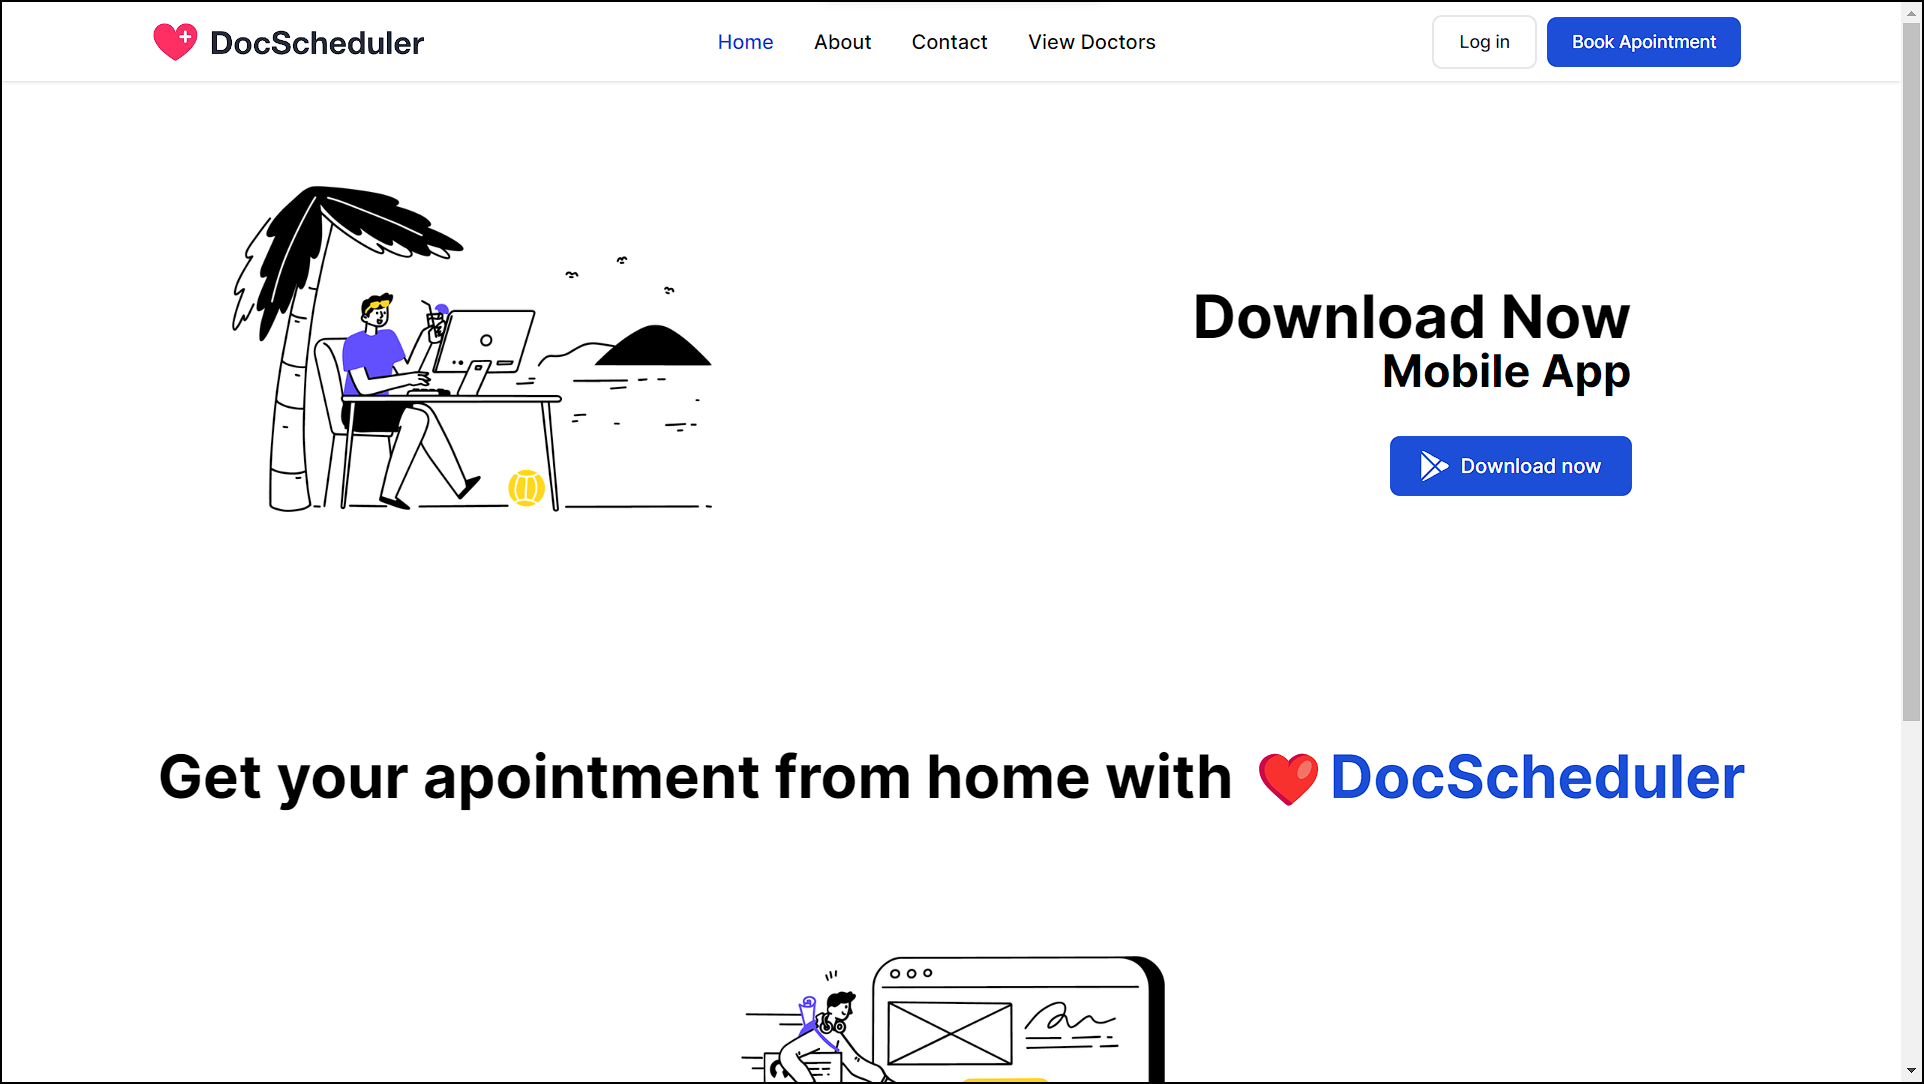 DocScheduler
Home About Contact View Doctors
Log in
Book Apointment
Download Now
Mobile App
Download now
Get your apointment from home with DocScheduler